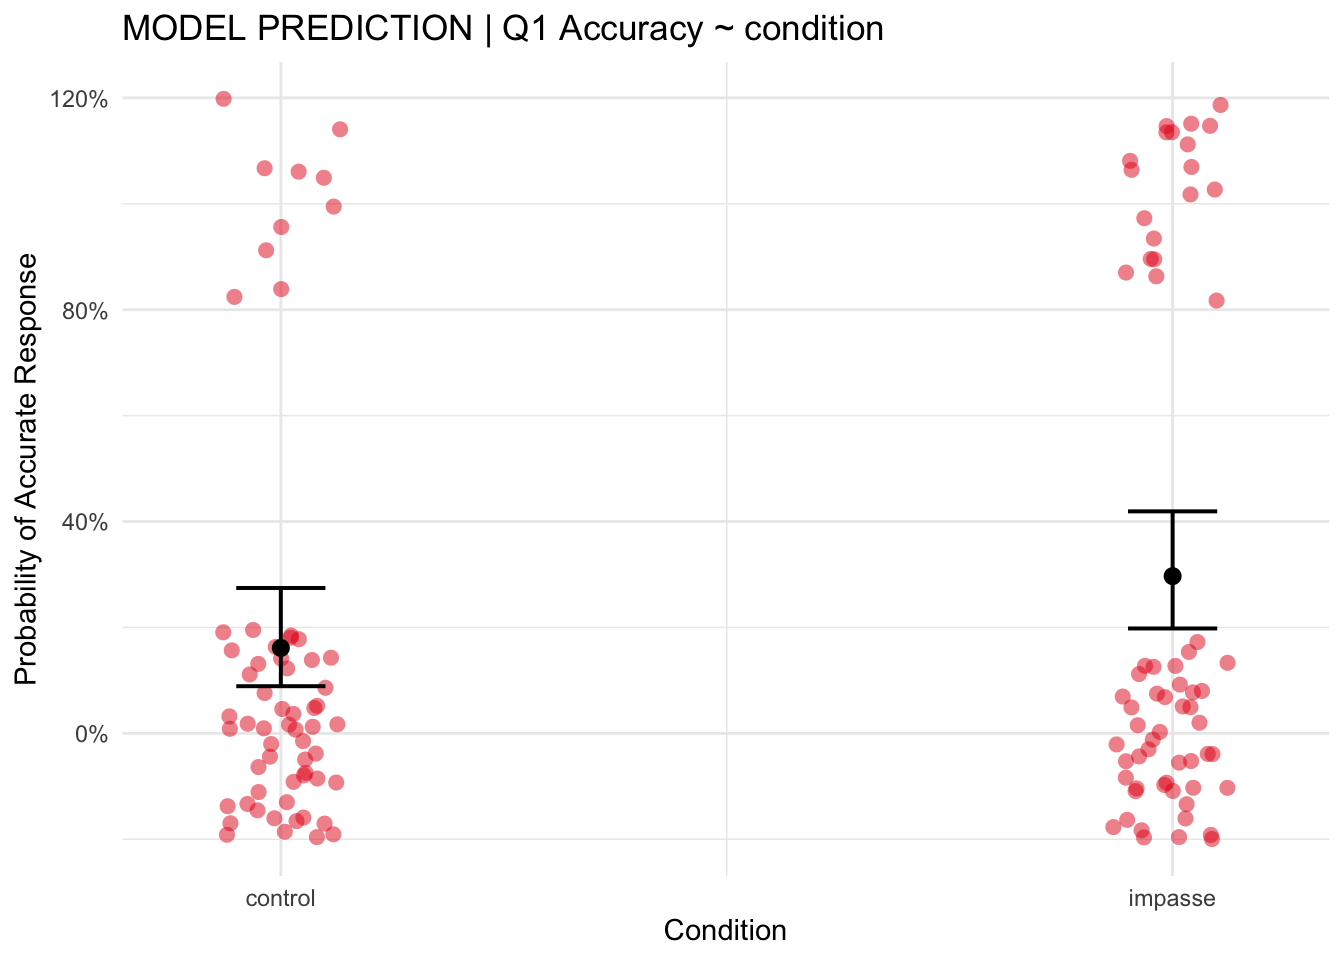 MODEL PREDICTION | Q1 Accuracy ~ condition
120%
80%
40%
0%
Probability of Accurate Response
control
impasse
Condition